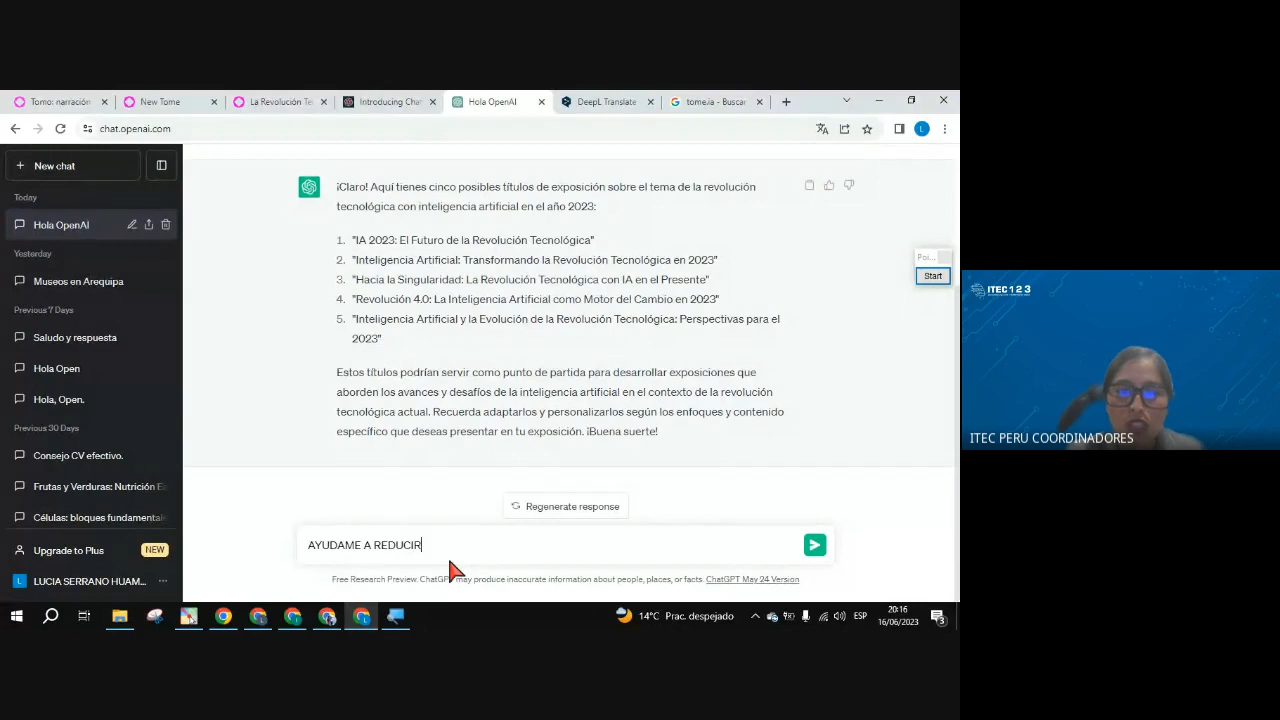 Tomo: narración
New Tome
La Revolución Te
Introducing Cha
Hola OpenAI
DeepL Translate
tome.ia - Buscar
chat.openai.com
L
New chat
Today
Hola OpenAI
Yesterday
Museos en Arequipa
Previous 7 Days
Saludo y respuesta
Hola Open
Hola, Open.
Previous 30 Days
Consejo CV efectivo.
Frutas y Verduras: Nutrición E
Células: bloques fundamental
Upgrade to Plus
NEW
L
LUCIA SERRANO HUAM...
¡Claro! Aquí tienes cinco posibles títulos de exposición sobre el tema de la revolución
tecnológica con inteligencia artificial en el año 2023:
1. "IA 2023: El Futuro de la Revolución Tecnológica"
2. "Inteligencia Artificial: Transformando la Revolución Tecnológica en 2023"
3. "Hacia la Singularidad: La Revolución Tecnológica con IA en el Presente"
4. "Revolución 4.0: La Inteligencia Artificial como Motor del Cambio en 2023"
5. "Inteligencia Artificial y la Evolución de la Revolución Tecnológica: Perspectivas para el
2023"
Estos títulos podrían servir como punto de partida para desarrollar exposiciones que
aborden los avances y desafíos de la inteligencia artificial en el contexto de la revolución
tecnológica actual. Recuerda adaptarlos y personalizarlos según los enfoques y contenido
específico que deseas presentar en tu exposición. ¡Buena suerte!
Regenerate response
AYUDAME A REDUCIR
Free Research Preview. ChatGPT may produce inaccurate information about people, places, or facts. ChatGPT May 24 Version
Poi...
Start
14°C Prac. despejado
ESP
20:16
16/06/2023
3
ITEC 1 2 3
ITEC PERU COORDINADORES